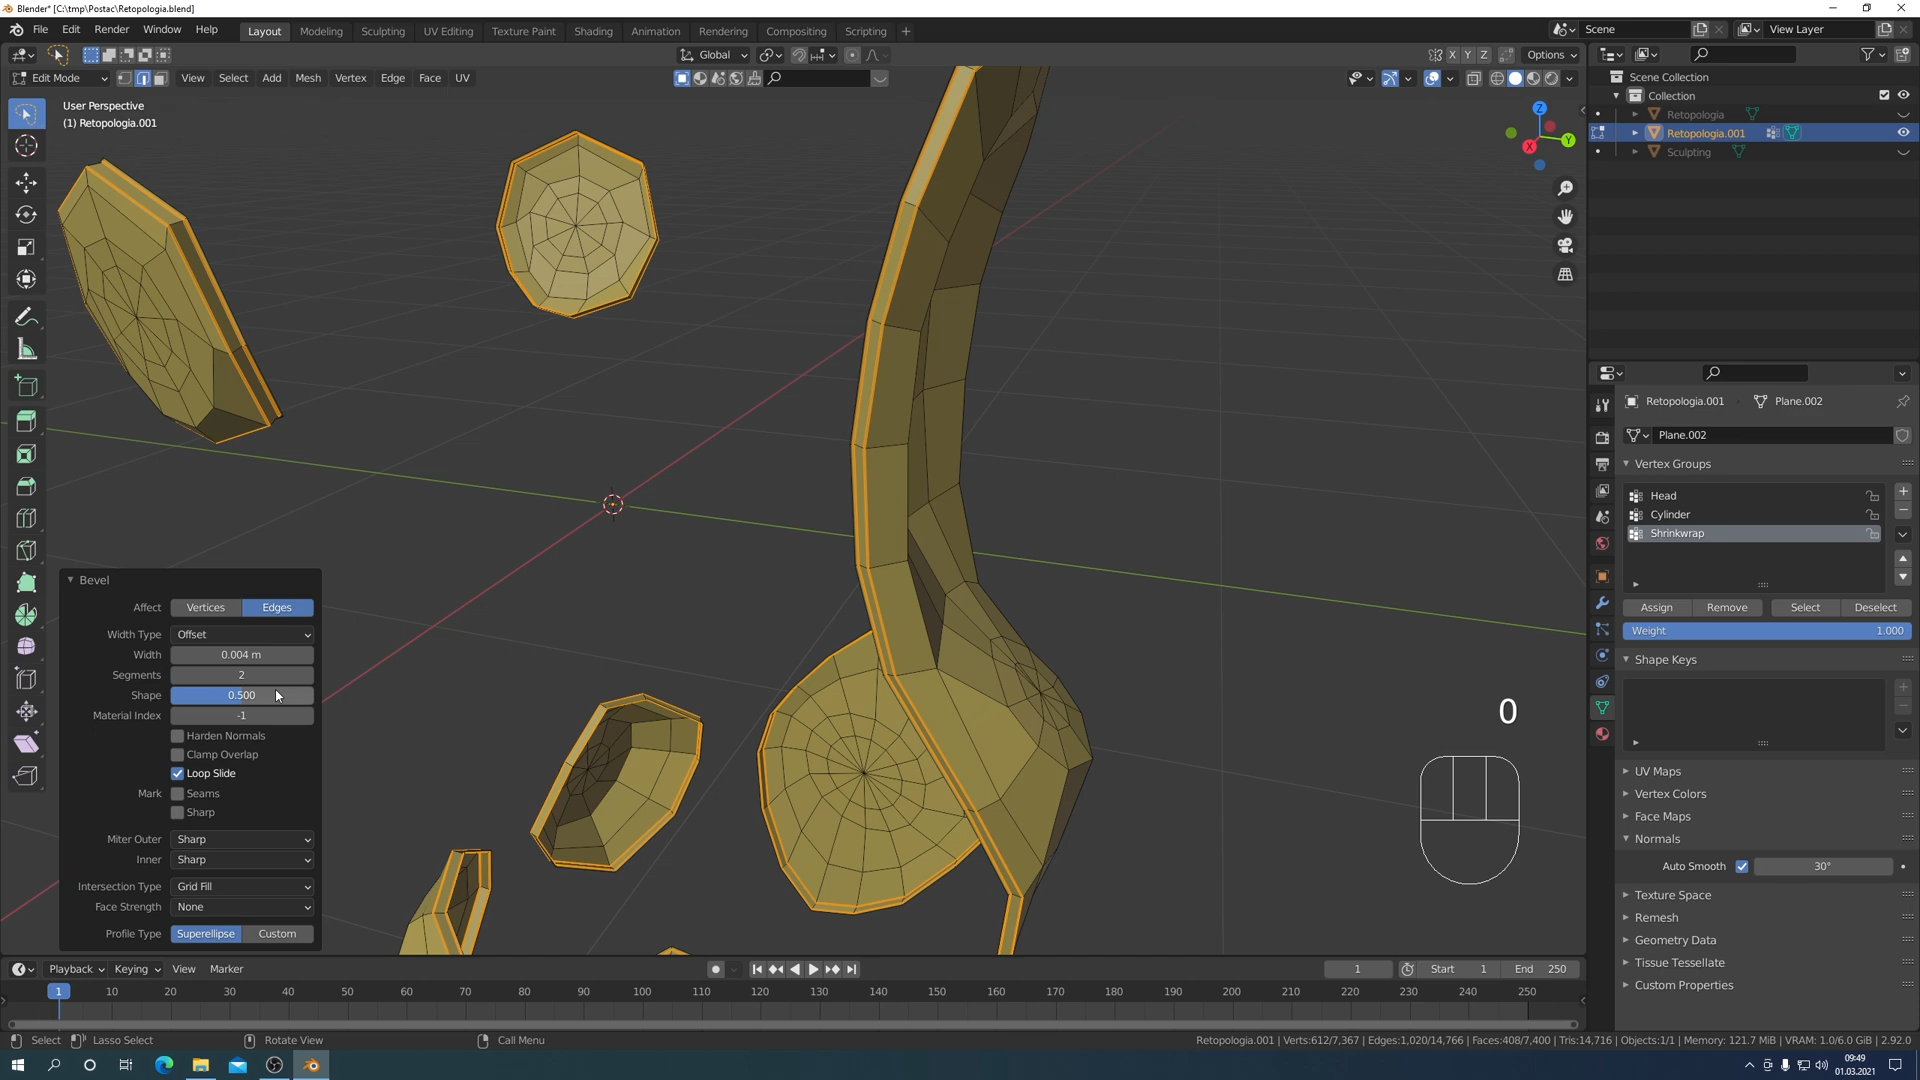 Blender* [C:\tmp\Postac\Retopologia.blend]
File Edit Render Window Help Layout Modeling Sculpting UV Editing Texture Paint Shading Animation Rendering Compositing Scripting + Scene View Layer
Global X Y Z Options
Edit Mode View Select Add Mesh Vertex Edge Face UV
User Perspective
(1) Retopologia.001
Z
Y
X
Scene Collection
Collection
Retopologia
Retopologia.001
Sculpting
Retopologia.001 Plane.002
Plane.002
Vertex Groups
Head
Cylinder
Shrinkwrap
Assign Remove Select Deselect
Weight 1.000
Shape Keys
UV Maps
Vertex Colors
Face Maps
Normals
Auto Smooth 30°
Texture Space
Remesh
Geometry Data
Tissue Tessellate
Custom Properties
Bevel
Affect Vertices Edges
Width Type Offset
Width 0.004 m
Segments 2
Shape 0.500
Material Index -1
Harden Normals
Clamp Overlap
Loop Slide
Mark Seams
Sharp
Miter Outer Sharp
Inner Sharp
Intersection Type Grid Fill
Face Strength None
Profile Type Superellipse Custom
0
Playback Keying View Marker 1 Start 1 End 250
1 10 20 30 40 50 60 70 80 90 100 110 120 130 140 150 160 170 180 190 200 210 220 230 240 250
Select Lasso Select Rotate View Call Menu Retopologia.001 | Verts:612/7,367 | Edges:1,020/14,766 | Faces:408/7,400 | Tris:14,716 | Objects:1/1 | Memory: 121.7 MiB | VRAM: 1.0/6.0 GiB | 2.92.0
09:49
01.03.2021